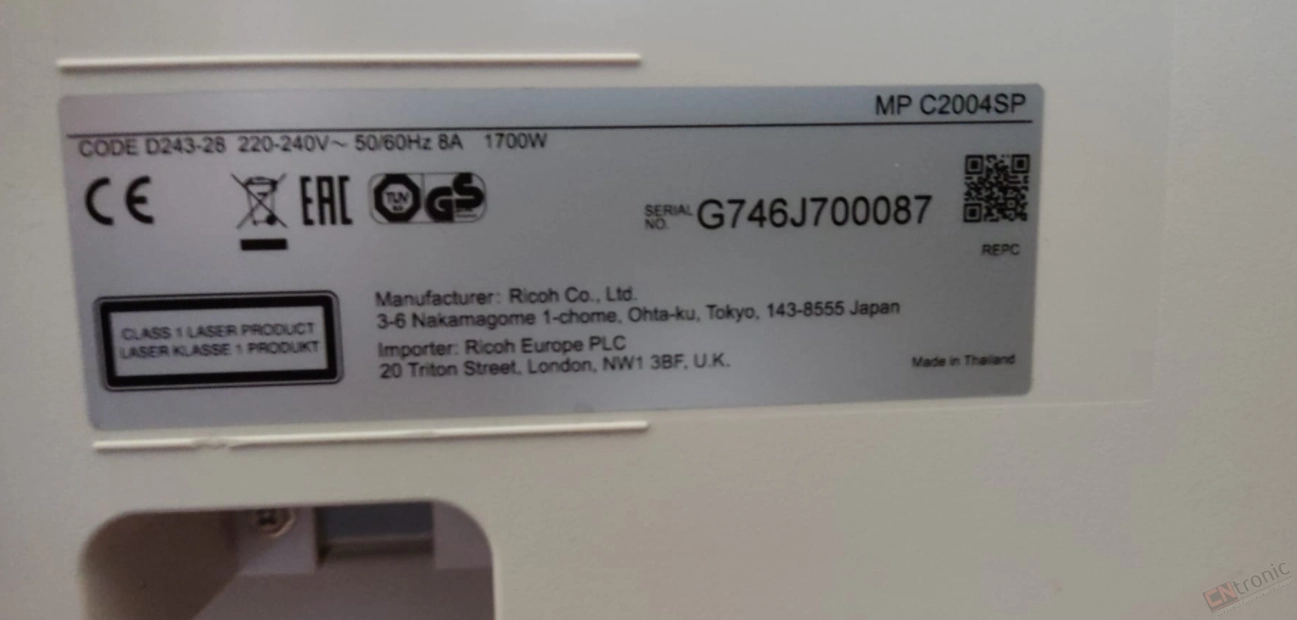 MP C2004SP
CODE D243-28 220-240V~ 50/60Hz 8A 1700W
CE
EAC
TÜV
GS
SERIAL NO. G746J700087
REPC
CLASS 1 LASER PRODUCT
LASER KLASSE 1 PRODUKT
Manufacturer: Ricoh Co., Ltd.
3-6 Nakamagome 1-chome, Ohta-ku, Tokyo, 143-8555 Japan
Importer: Ricoh Europe PLC
20 Triton Street, London, NW1 3BF, U.K.
Made in Thailand
CNtronic